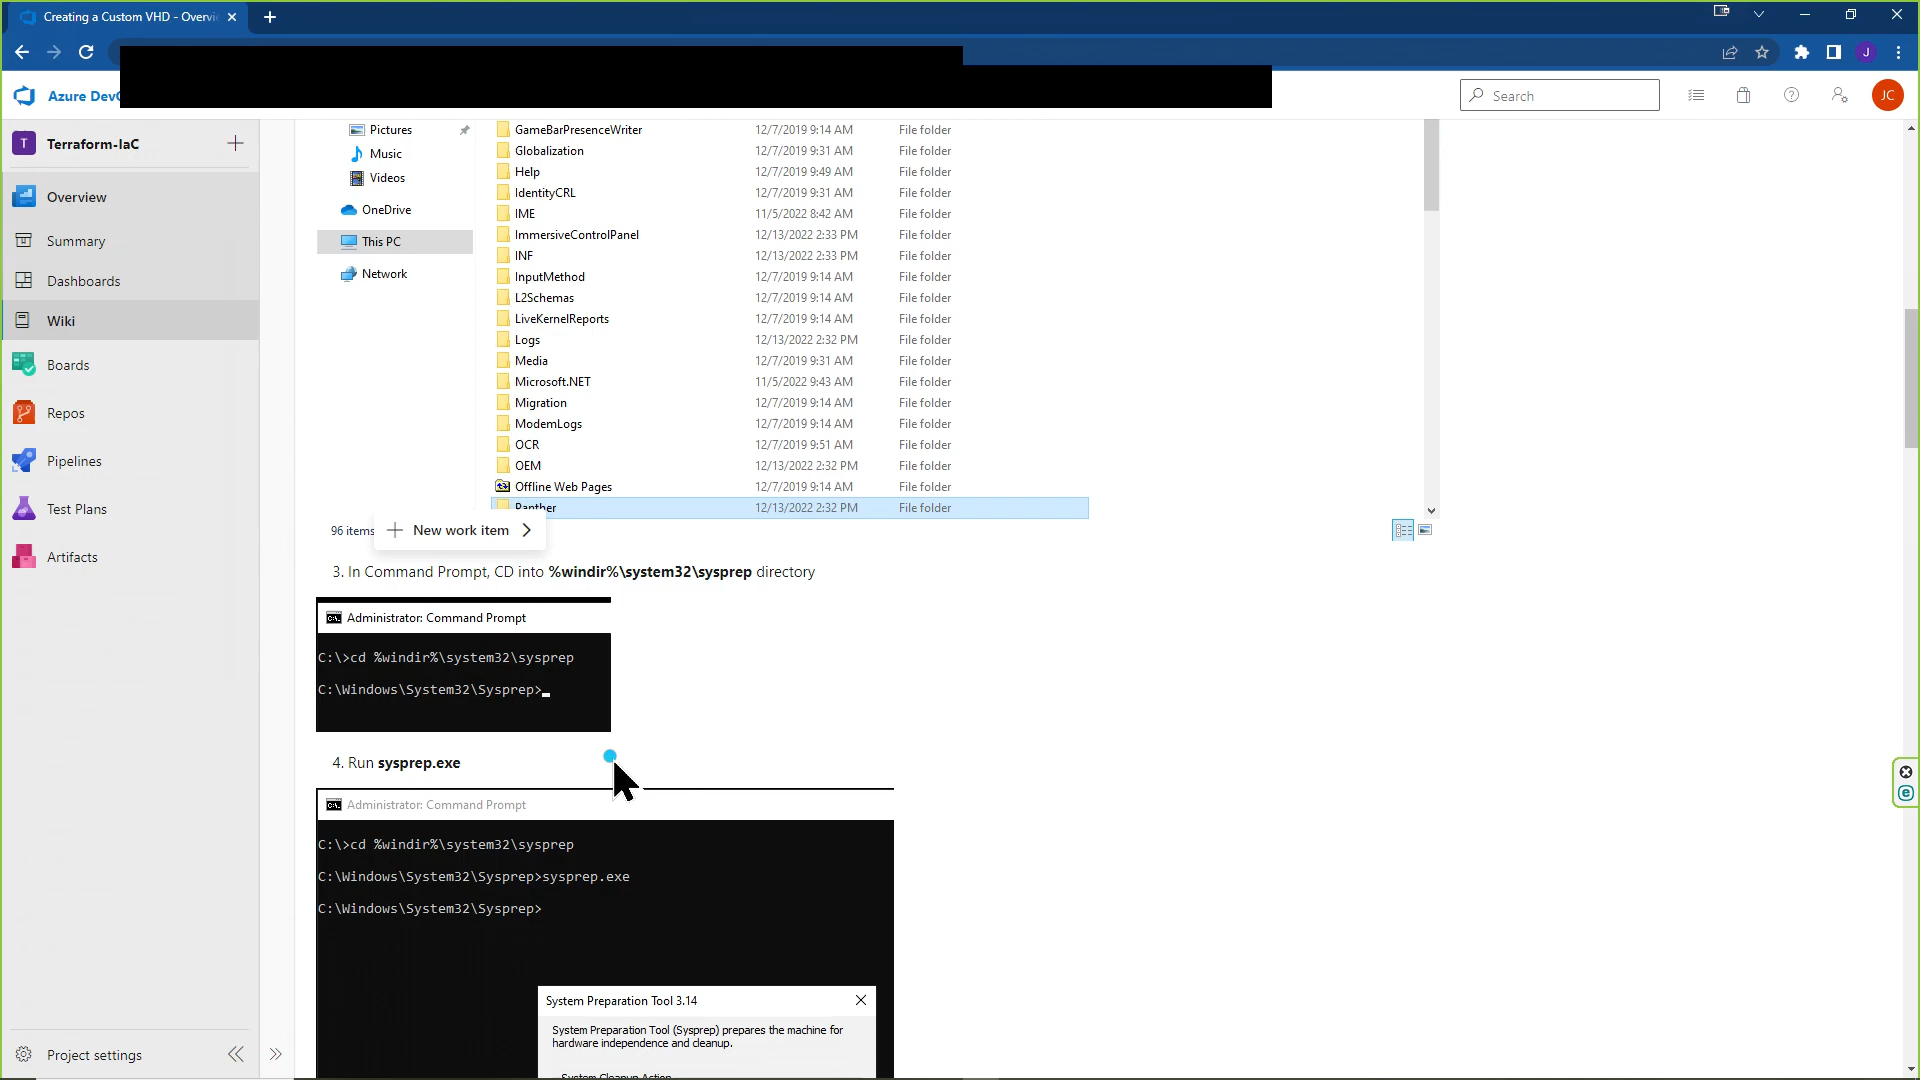 Creating a Custom VHD - Overvi
J
Azure Dev
Search
JC
T Terraform-IaC
Overview
Summary
Dashboards
Wiki
Boards
Repos
Pipelines
Test Plans
Artifacts
Project settings
Pictures
Music
Videos
OneDrive
This PC
Network
GameBarPresenceWriter 12/7/2019 9:14 AM File folder
Globalization 12/7/2019 9:31 AM File folder
Help 12/7/2019 9:49 AM File folder
IdentityCRL 12/7/2019 9:31 AM File folder
IME 11/5/2022 8:42 AM File folder
ImmersiveControlPanel 12/13/2022 2:33 PM File folder
INF 12/13/2022 2:33 PM File folder
InputMethod 12/7/2019 9:14 AM File folder
L2Schemas 12/7/2019 9:14 AM File folder
LiveKernelReports 12/7/2019 9:14 AM File folder
Logs 12/13/2022 2:32 PM File folder
Media 12/7/2019 9:31 AM File folder
Microsoft.NET 11/5/2022 9:43 AM File folder
Migration 12/7/2019 9:14 AM File folder
ModemLogs 12/7/2019 9:14 AM File folder
OCR 12/7/2019 9:51 AM File folder
OEM 12/13/2022 2:32 PM File folder
Offline Web Pages 12/7/2019 9:14 AM File folder
Panther 12/13/2022 2:32 PM File folder
96 items
New work item
3. In Command Prompt, CD into %windir%\system32\sysprep directory
Administrator: Command Prompt
C:\>cd %windir%\system32\sysprep
C:\Windows\System32\Sysprep>
4. Run sysprep.exe
Administrator: Command Prompt
C:\>cd %windir%\system32\sysprep
C:\Windows\System32\Sysprep>sysprep.exe
C:\Windows\System32\Sysprep>
System Preparation Tool 3.14
System Preparation Tool (Sysprep) prepares the machine for
hardware independence and cleanup.
System Cleanup Action